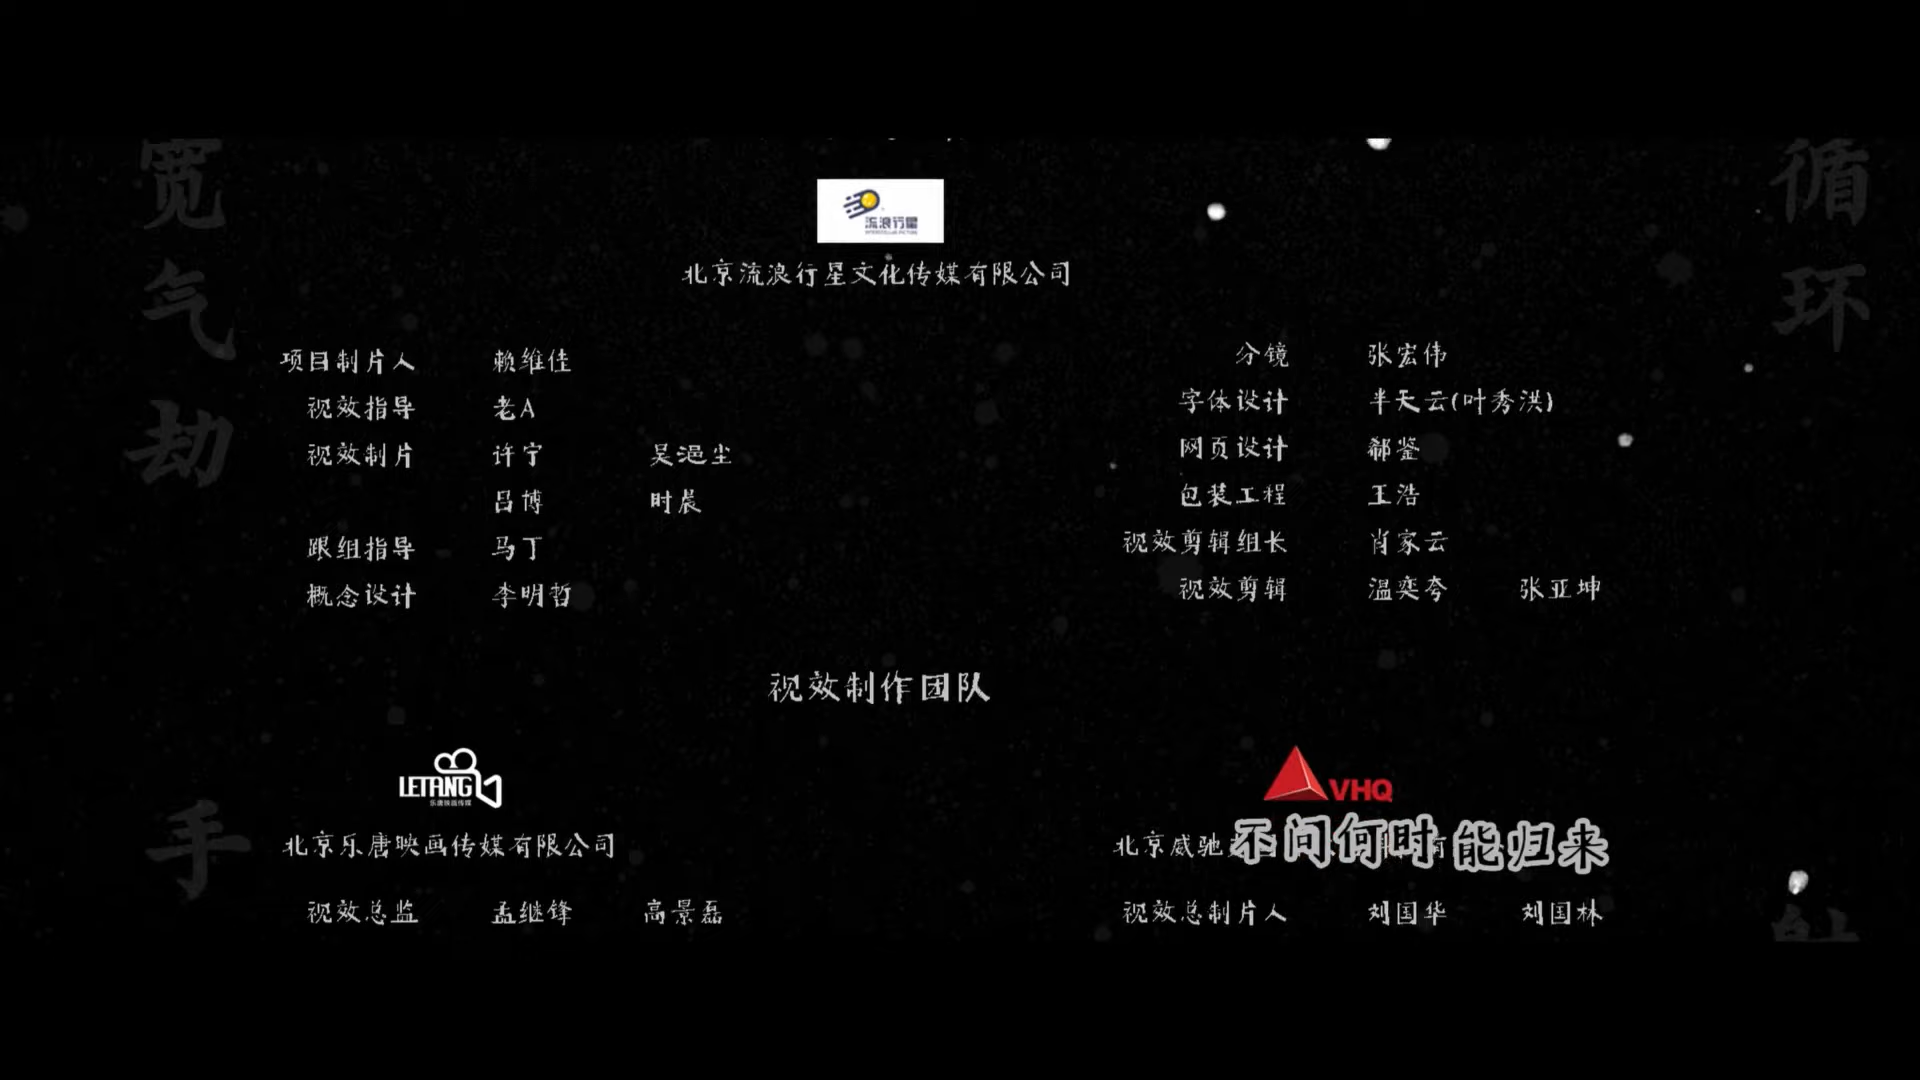 宽气劫
手
循环
流浪行星
北京流浪行星文化传媒有限公司
项目制片人 赖维佳
视效指导 老A
视效制片 许宁 吴浥尘
吕博 时晨
跟组指导 马丁
概念设计 李明哲
分镜 张宏伟
字体设计 半天云(叶秀洪)
网页设计 郗鉴
包装工程 王浩
视效剪辑组长 肖家云
视效剪辑 温奕夸 张亚坤
视效制作团队
LETANG
乐唐映画传媒
北京乐唐映画传媒有限公司
视效总监 孟继锋 高景磊
VHQ
北京威驰
不问何时能归来
视效总制片人 刘国华 刘国林